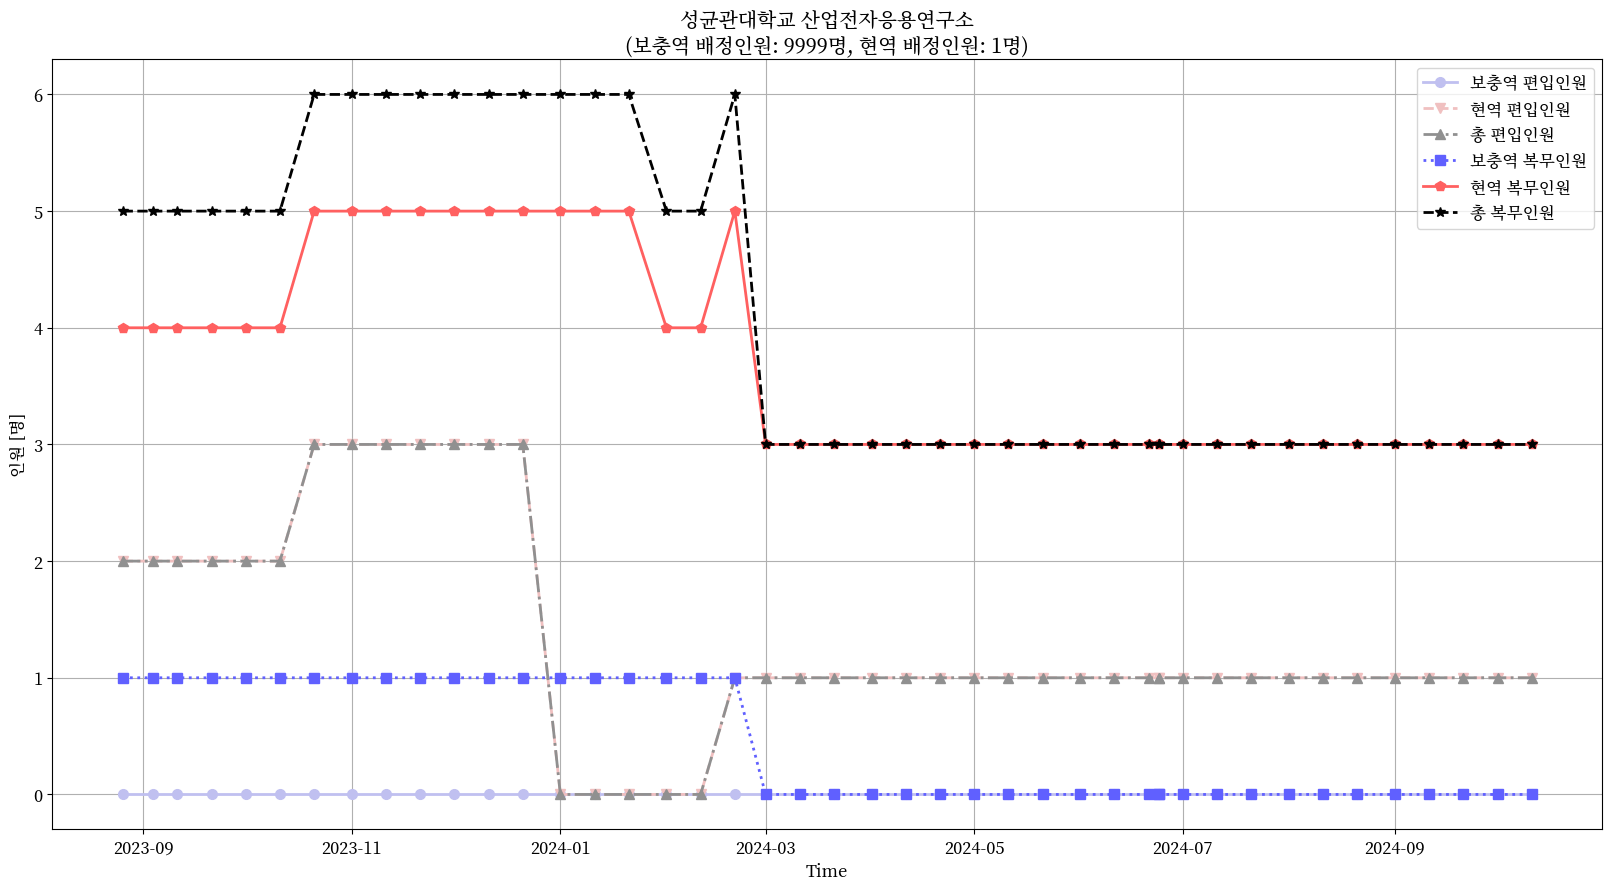 성균관대학교 산업전자응용연구소
(보충역 배정인원: 9999명, 현역 배정인원: 1명)
보충역 편입인원
현역 편입인원
총 편입인원
보충역 복무인원
현역 복무인원
총 복무인원
인원 [명]
6
5
4
3
2
1
0
2023-09
2023-11
2024-01
2024-03
2024-05
2024-07
2024-09
Time